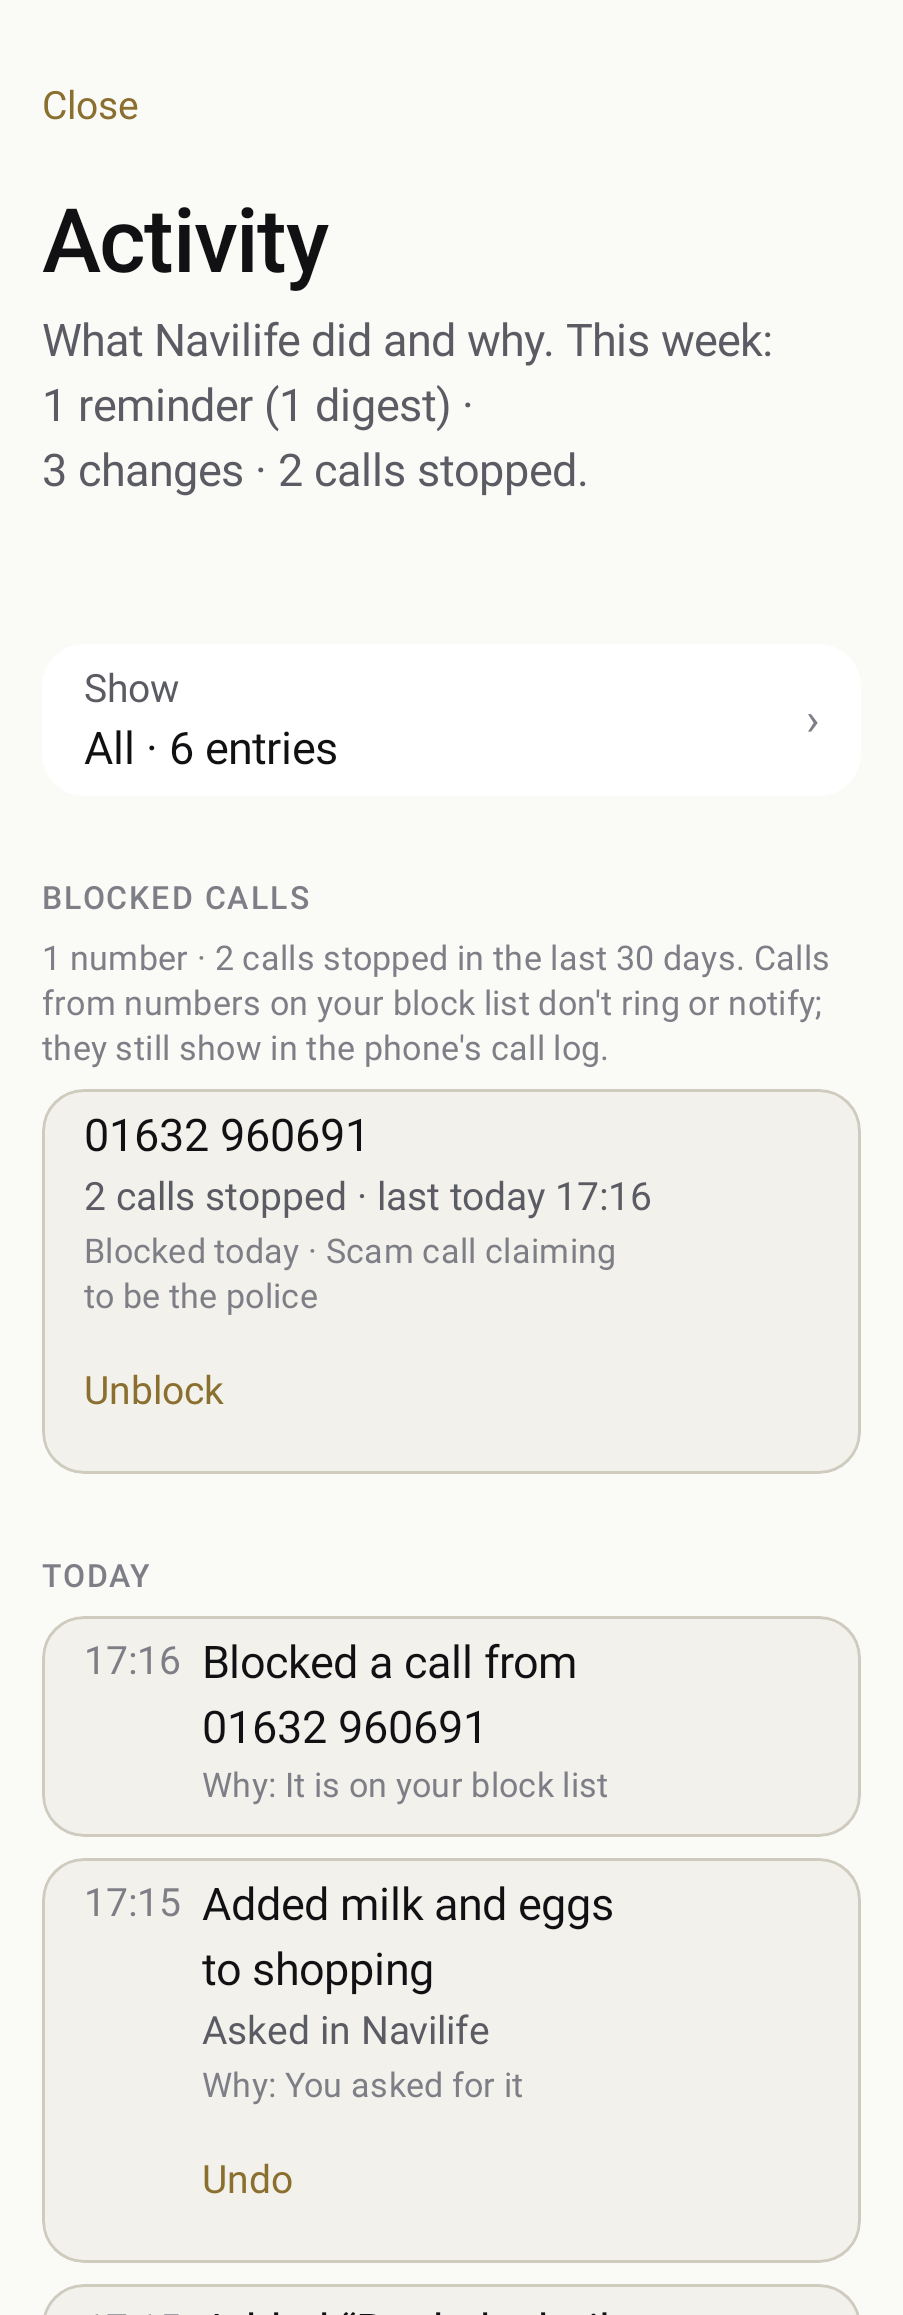 Close
Activity
What Navilife did and why. This week:
1 reminder (1 digest) ·
3 changes · 2 calls stopped.
Show
All · 6 entries
›
BLOCKED CALLS
1 number · 2 calls stopped in the last 30 days. Calls
from numbers on your block list don't ring or notify;
they still show in the phone's call log.
01632 960691
2 calls stopped · last today 17:16
Blocked today · Scam call claiming
to be the police
Unblock
TODAY
17:16 Blocked a call from
01632 960691
Why: It is on your block list
17:15 Added milk and eggs
to shopping
Asked in Navilife
Why: You asked for it
Undo